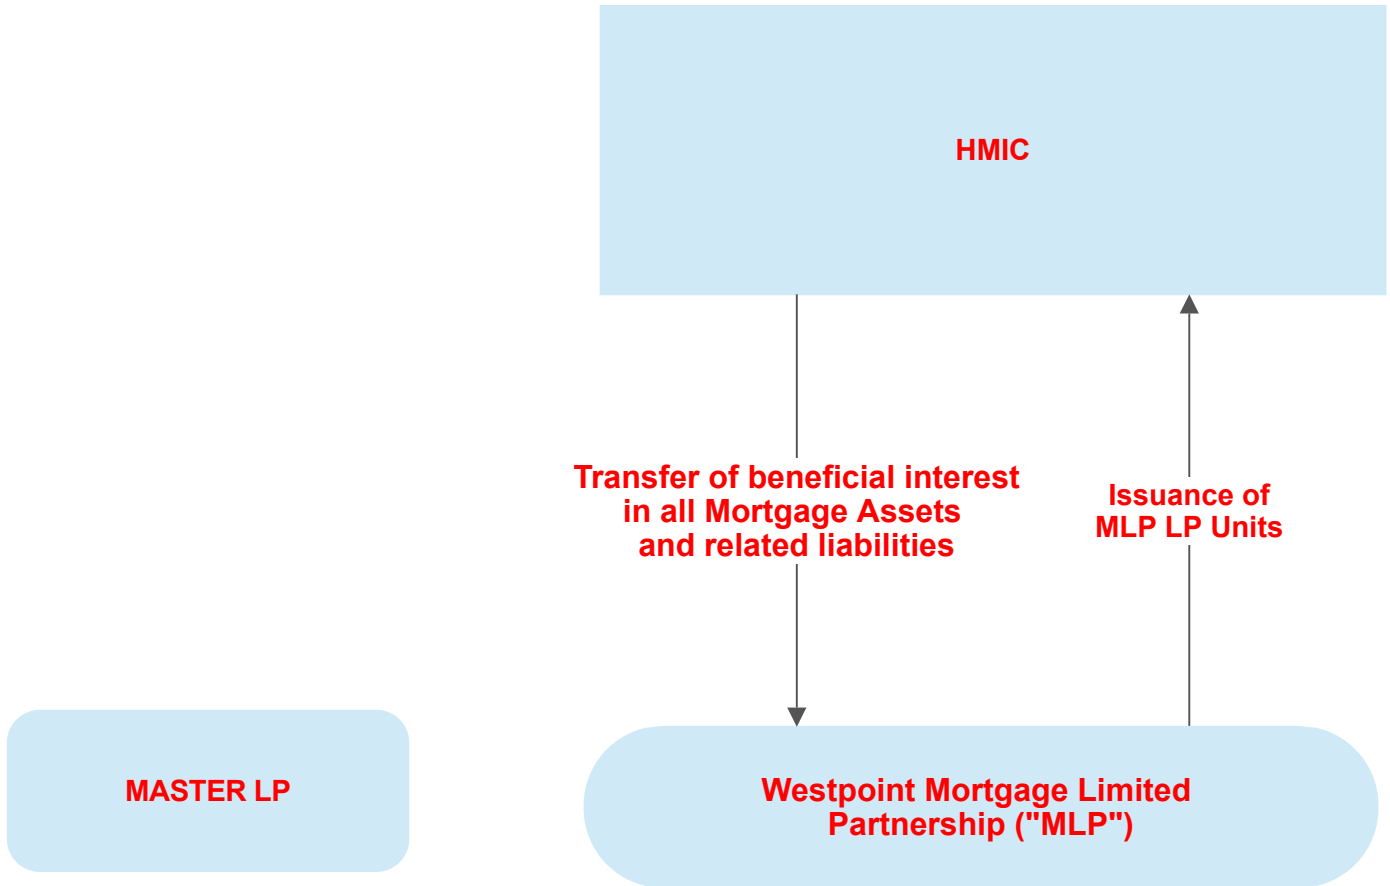 HMIC
Transfer of beneficial interest
in all Mortgage Assets
and related liabilities
Issuance of
MLP LP Units
MASTER LP
Westpoint Mortgage Limited
Partnership ("MLP")